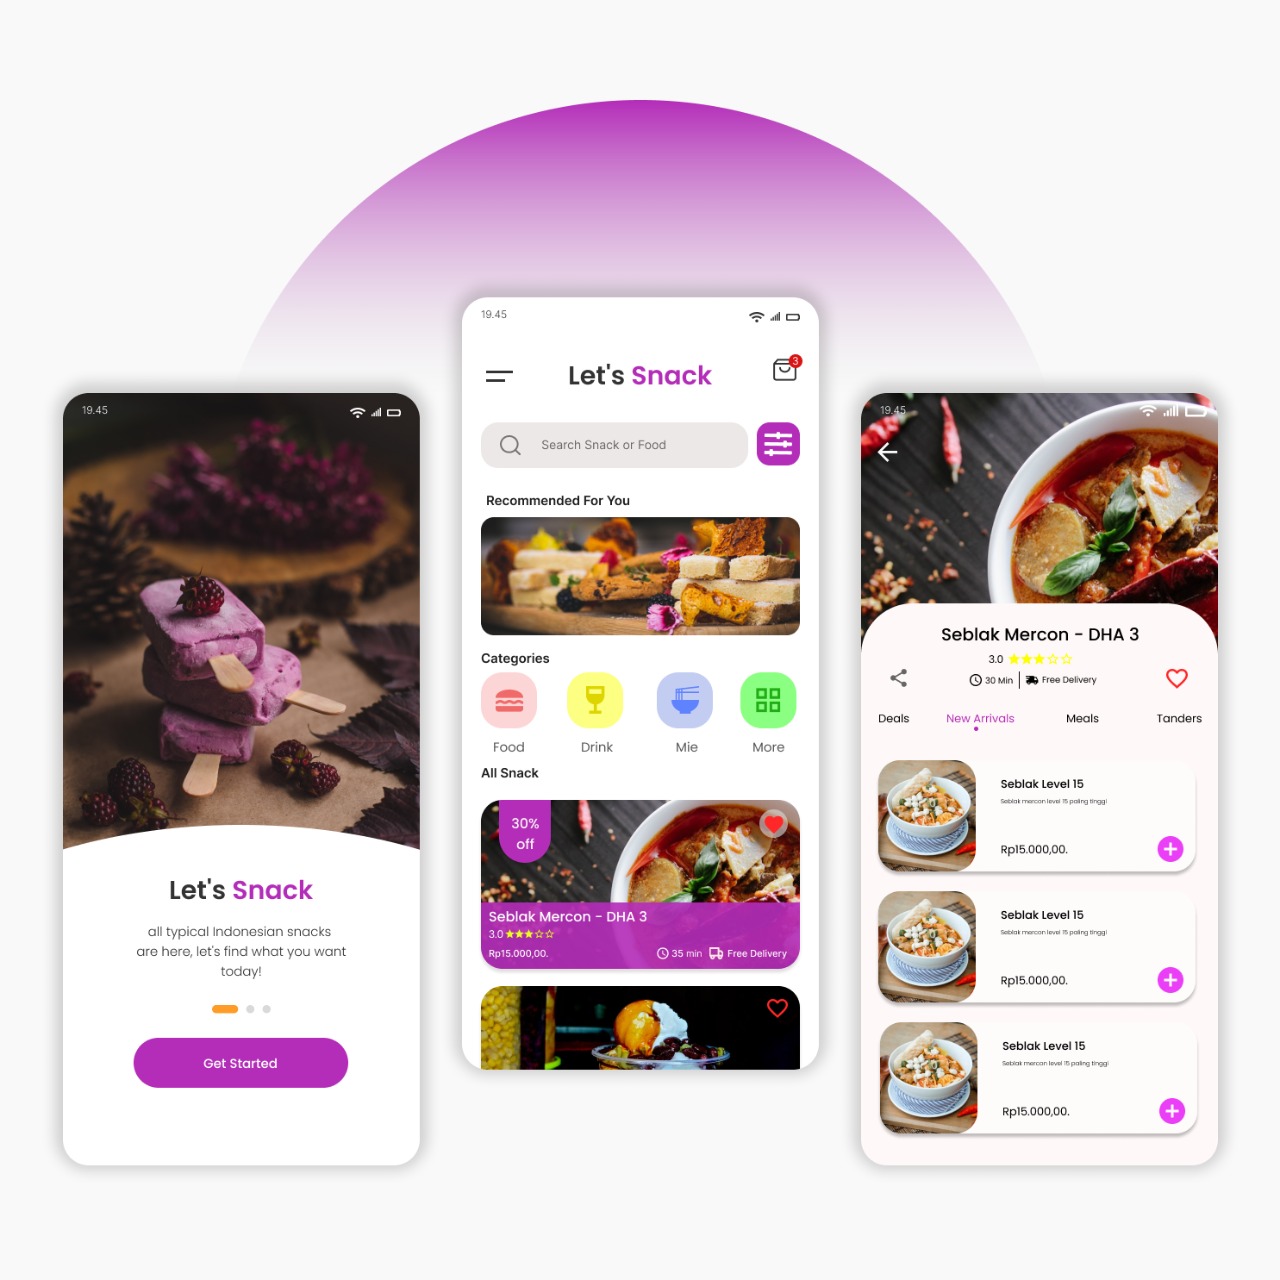 19.45
Let's Snack
all typical Indonesian snacks
are here, let's find what you want
today!
Get Started
19.45
3
Let's Snack
Search Snack or Food
Recommended For You
Categories
Food Drink Mie More
All Snack
30%
off
Seblak Mercon - DHA 3
3.0
Rp15.000,00. 35 min Free Delivery
19.45
Seblak Mercon - DHA 3
3.0
30 Min Free Delivery
Deals New Arrivals Meals Tanders
Seblak Level 15
Seblak mercon level 15 paling tinggi
Rp15.000,00.
Seblak Level 15
Seblak mercon level 15 paling tinggi
Rp15.000,00.
Seblak Level 15
Seblak mercon level 15 paling tinggi
Rp15.000,00.